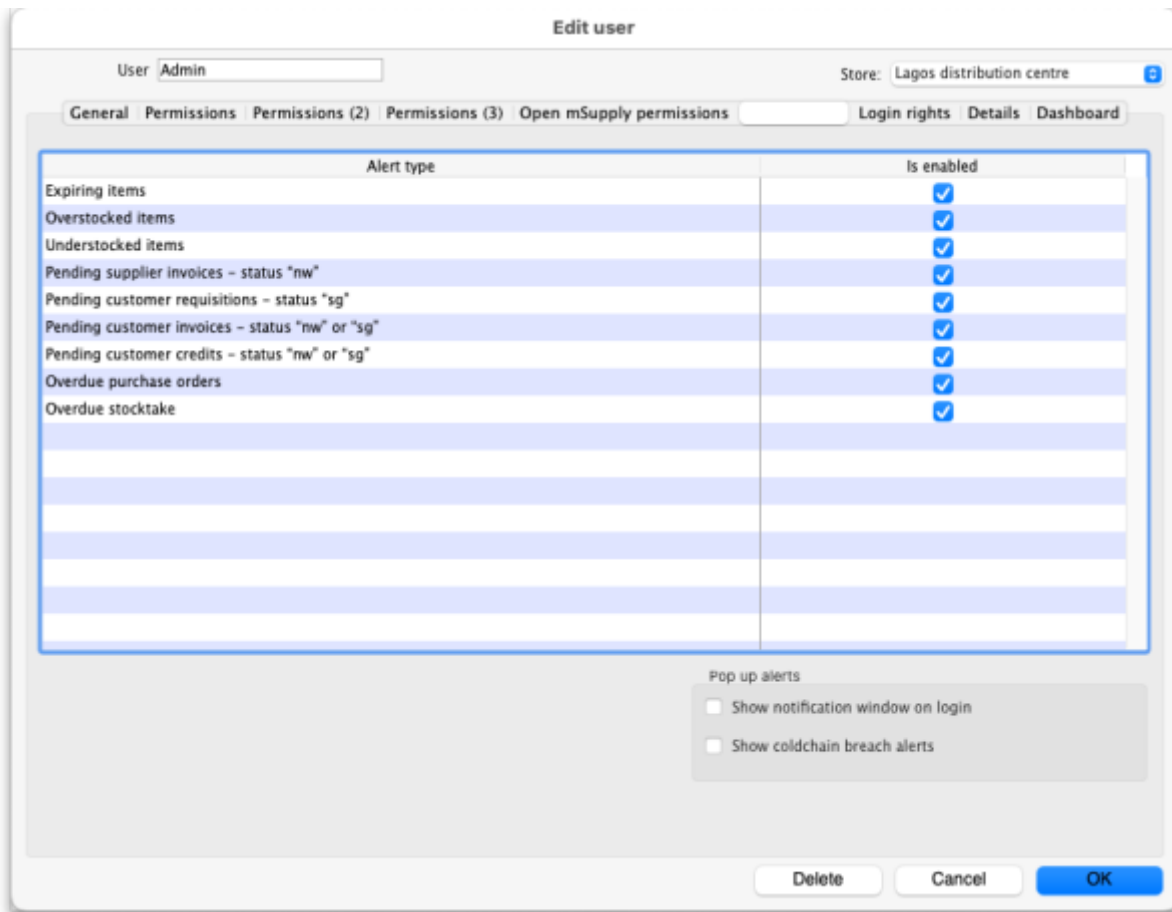 Edit user
User Admin
Store: Lagos distribution centre
General Permissions Permissions (2) Permissions (3) Open mSupply permissions Login rights Details Dashboard
Alert type Is enabled
Expiring items
Overstocked items
Understocked items
Pending supplier invoices – status "nw"
Pending customer requisitions – status "sg"
Pending customer invoices – status "nw" or "sg"
Pending customer credits – status "nw" or "sg"
Overdue purchase orders
Overdue stocktake
Pop up alerts
Show notification window on login
Show coldchain breach alerts
Delete Cancel OK